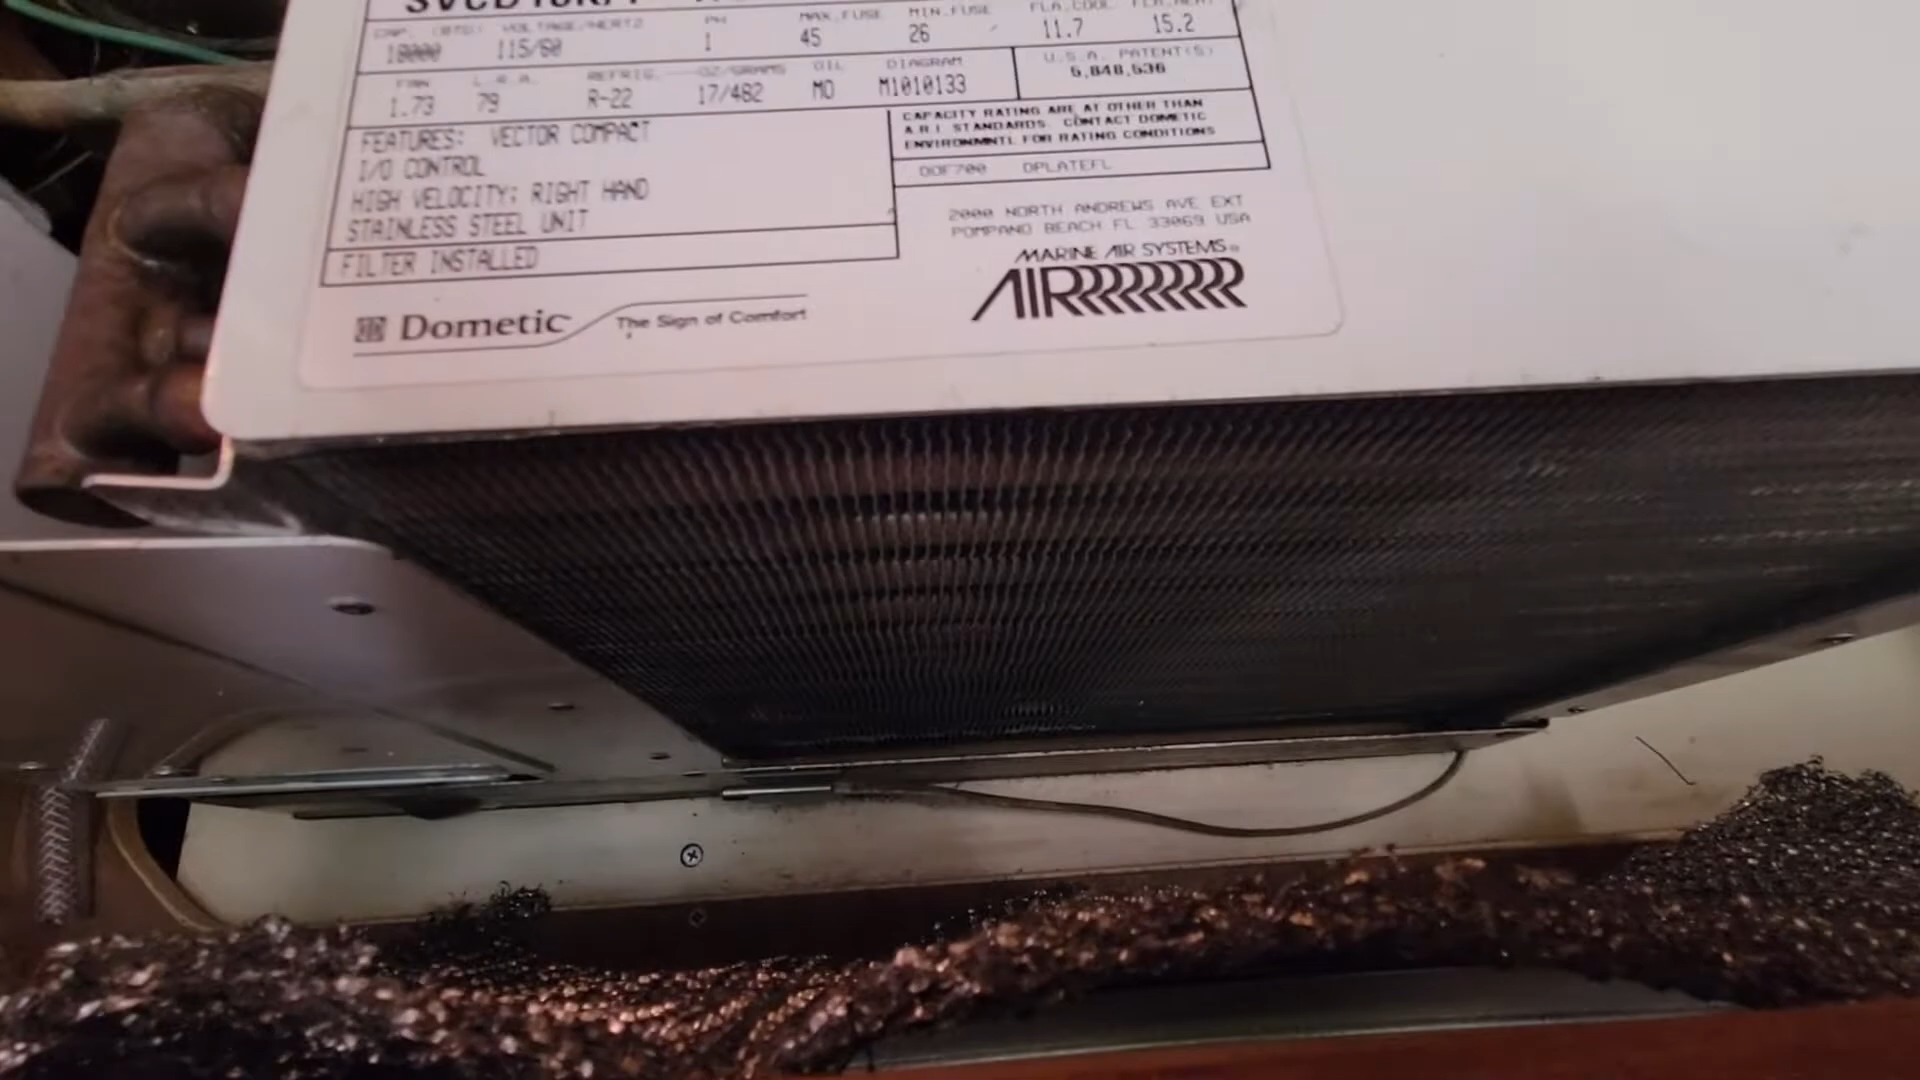 CAP. (BTU) VOLTAGE/HERTZ PH MAX.FUSE MIN.FUSE FLA.COOL FLA.HEAT
18000 115/60 1 45 26 11.7 15.2
FAN L.R.A. REFRIG. OZ/GRAMS OIL DIAGRAM
1.73 79 R-22 17/482 MO M1010133
U.S.A. PATENT(S)
5,848,536
FEATURES: VECTOR COMPACT
I/O CONTROL
HIGH VELOCITY; RIGHT HAND
STAINLESS STEEL UNIT
FILTER INSTALLED
CAPACITY RATING ARE AT OTHER THAN
A R I STANDARDS. CONTACT DOMETIC
ENVIRONMNTL FOR RATING CONDITIONS
DPLATEFL
2000 NORTH ANDREWS AVE EXT
POMPANO BEACH FL 33069 USA
MARINE AIR SYSTEMS®
AIR
Dometic The Sign of Comfort